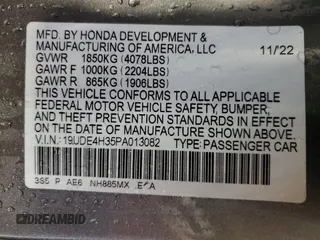 MFD. BY HONDA DEVELOPMENT &
MANUFACTURING OF AMERICA, LLC 11/22
GVWR 1850KG (4078LBS)
GAWR F 1000KG (2204LBS)
GAWR R 865KG (1906LBS)
THIS VEHICLE CONFORMS TO ALL APPLICABLE
FEDERAL MOTOR VEHICLE SAFETY, BUMPER,
AND THEFT PREVENTION STANDARDS
IN EFFECT ON THE
DATE OF MANUFACTURE SHOWN ABOVE.
V.I.N.: 19UDE4H35PA013082 TYPE: PASSENGER CAR
3S5 P AE6 NH885MX
DREAMBID